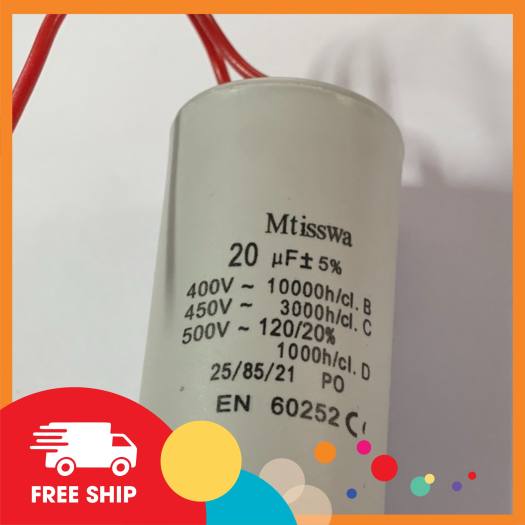 Mtisswa
20 µF± 5%
400V ~ 10000h/cl. B
450V ~ 3000h/cl. C
500V ~ 120/20%
1000h/cl. D
25/85/21 PO
EN 60252 CE
FREE SHIP